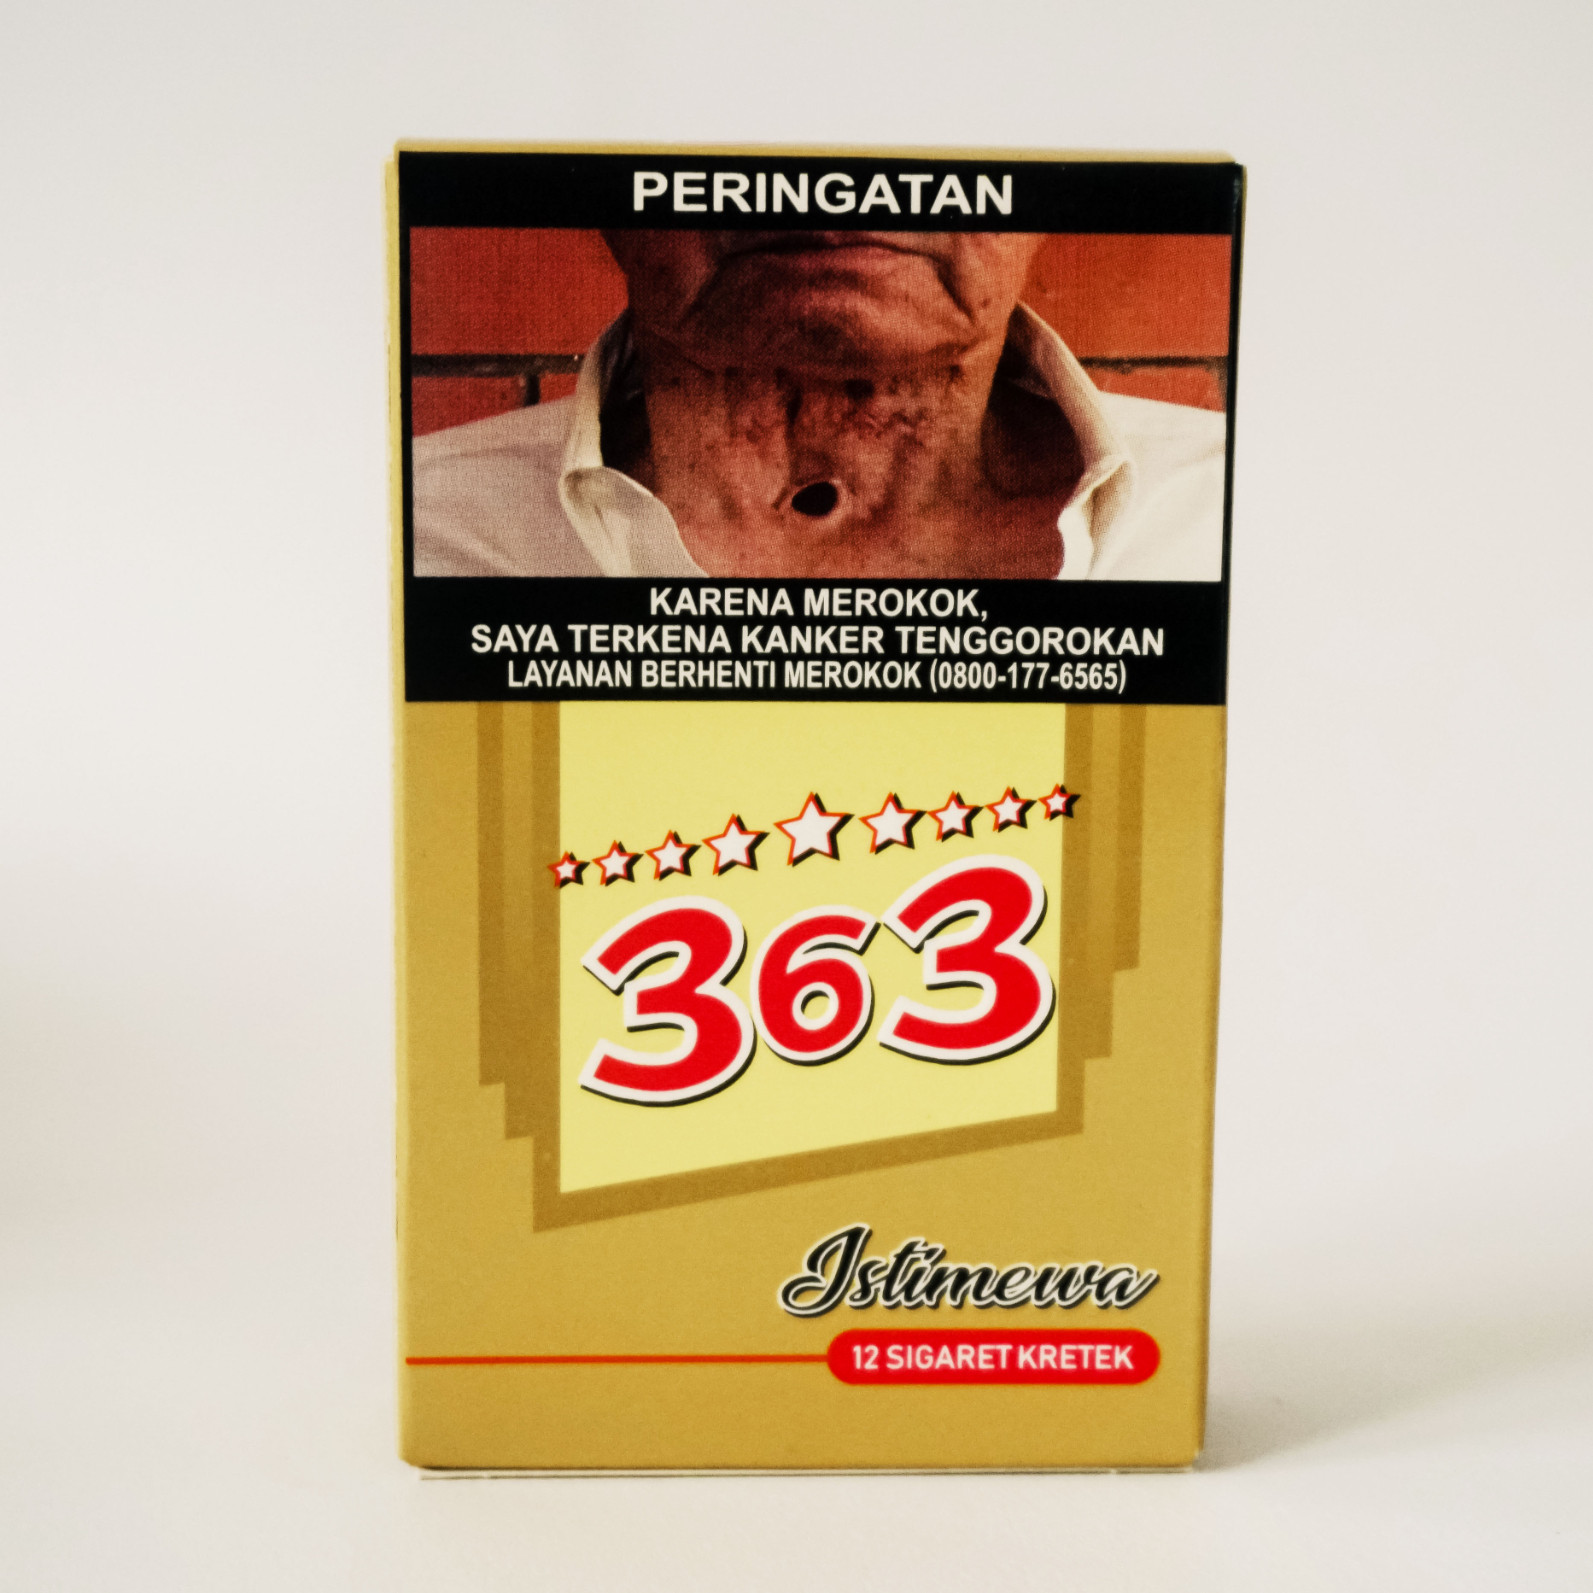 PERINGATAN
KARENA MEROKOK,
SAYA TERKENA KANKER TENGGOROKAN
LAYANAN BERHENTI MEROKOK (0800-177-6565)
363
Istimewa
12 SIGARET KRETEK